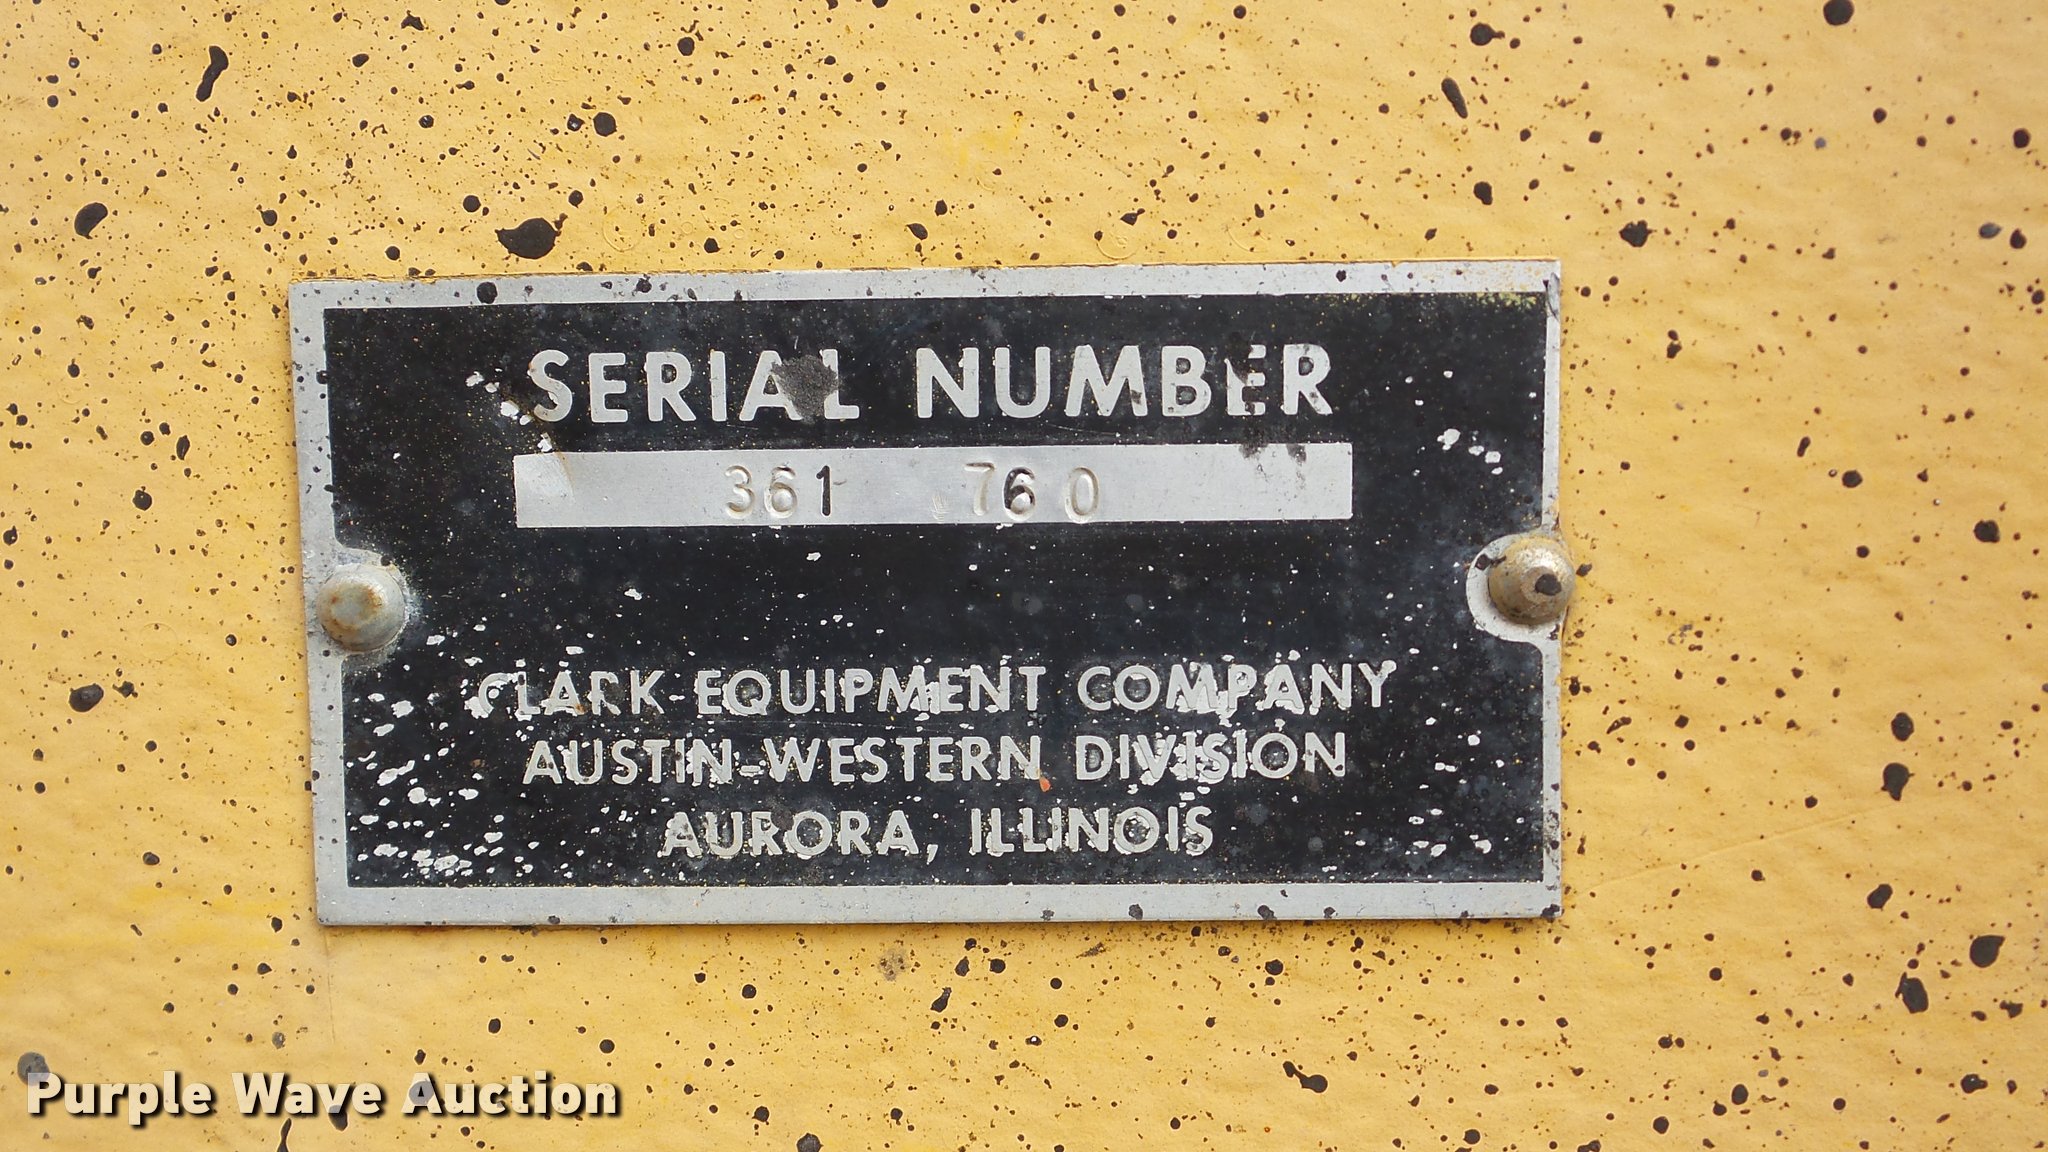 SERIAL NUMBER
361 760
CLARK EQUIPMENT COMPANY
AUSTIN-WESTERN DIVISION
AURORA, ILLINOIS
Purple Wave Auction